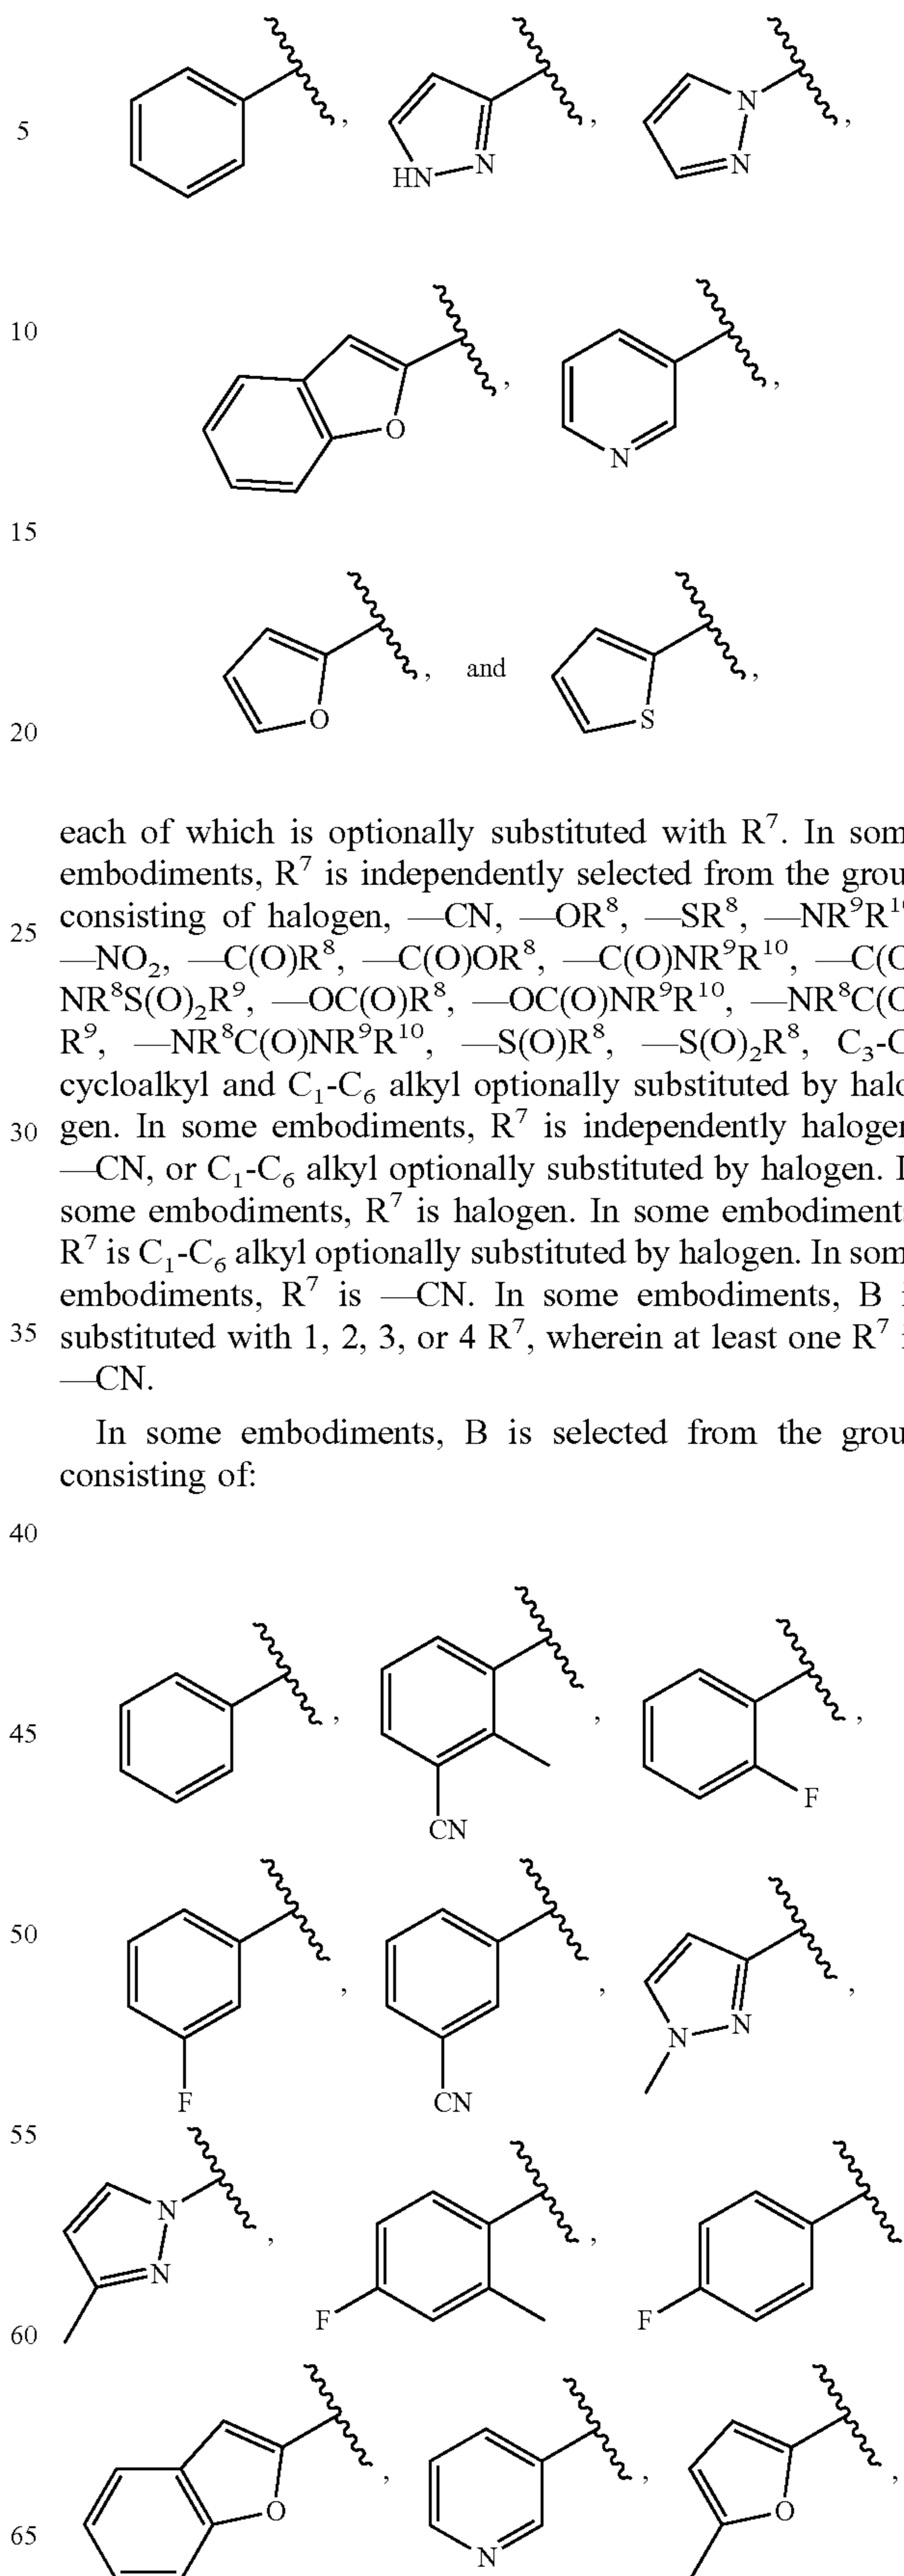 5
HN N , , N N ,
10
O , N ,
15
O , and S ,
20
each of which is optionally substituted with R⁷. In som
embodiments, R⁷ is independently selected from the grou
25 consisting of halogen, —CN, —OR⁸, —SR⁸, —NR⁹R¹⁰
—NO₂, —C(O)R⁸, —C(O)OR⁸, —C(O)NR⁹R¹⁰, —C(O
NR⁸S(O)₂R⁹, —OC(O)R⁸, —OC(O)NR⁹R¹⁰, —NR⁸C(O
R⁹, —NR⁸C(O)NR⁹R¹⁰, —S(O)R⁸, —S(O)₂R⁸, C₃-C
cycloalkyl and C₁-C₆ alkyl optionally substituted by halo
30 gen. In some embodiments, R⁷ is independently halogen
—CN, or C₁-C₆ alkyl optionally substituted by halogen. I
some embodiments, R⁷ is halogen. In some embodiments
R⁷ is C₁-C₆ alkyl optionally substituted by halogen. In som
embodiments, R⁷ is —CN. In some embodiments, B i
35 substituted with 1, 2, 3, or 4 R⁷, wherein at least one R⁷ i
—CN.
In some embodiments, B is selected from the grou
consisting of:
40
45
, CN , F ,
50
F , CN , N N ,
55
N N , F , F
60
O , N , O ,
65